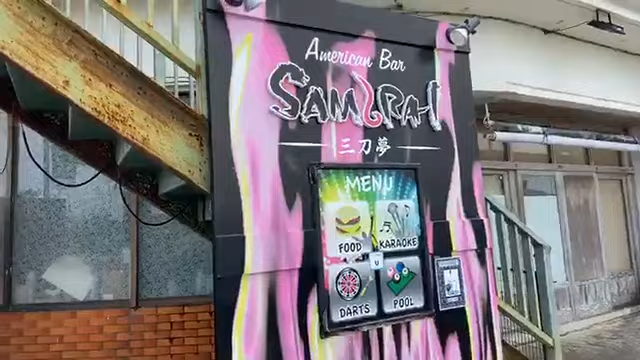 American Bar
SAMURAI
三刀夢
MENU
FOOD
KARAOKE
DARTS
POOL